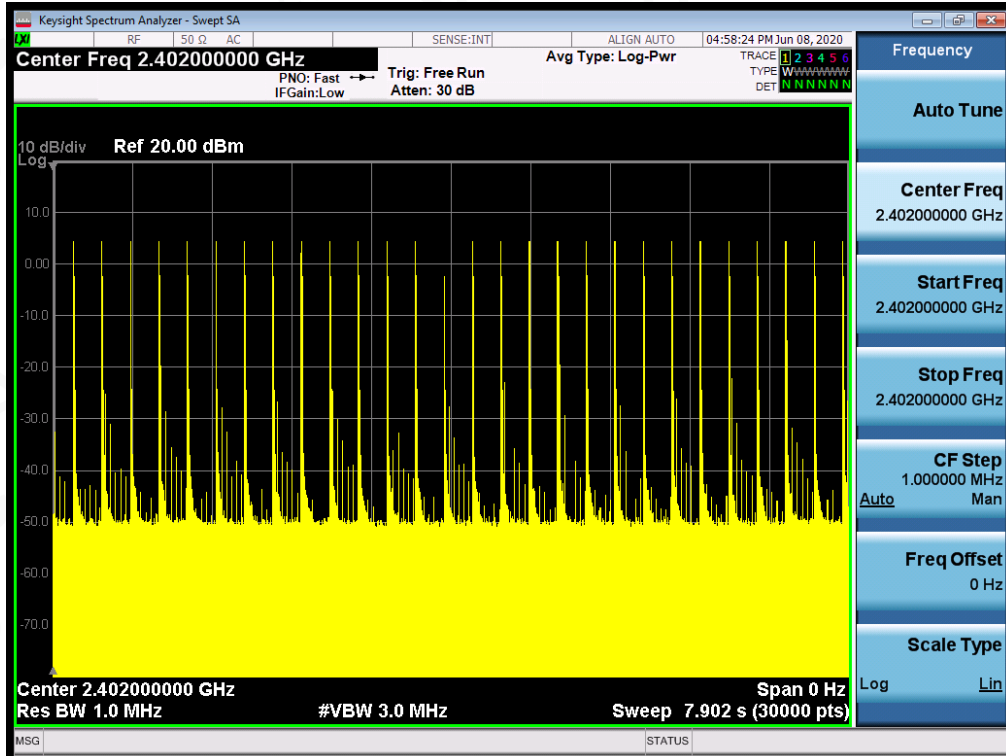 Keysight Spectrum Analyzer - Swept SA
LXI RF 50 Ω AC SENSE:INT ALIGN AUTO 04:58:24 PM Jun 08, 2020
Center Freq 2.402000000 GHz
PNO: Fast
IFGain:Low
Trig: Free Run
Atten: 30 dB
Avg Type: Log-Pwr
TRACE 1 2 3 4 5 6
TYPE WWWWWWW
DET N N N N N N
10 dB/div Ref 20.00 dBm
Log
10.0
0.00
-10.0
-20.0
-30.0
-40.0
-50.0
-60.0
-70.0
Center 2.402000000 GHz Span 0 Hz
Res BW 1.0 MHz #VBW 3.0 MHz Sweep 7.902 s (30000 pts)
MSG STATUS
Frequency
Auto Tune
Center Freq
2.402000000 GHz
Start Freq
2.402000000 GHz
Stop Freq
2.402000000 GHz
CF Step
1.000000 MHz
Auto Man
Freq Offset
0 Hz
Scale Type
Log Lin